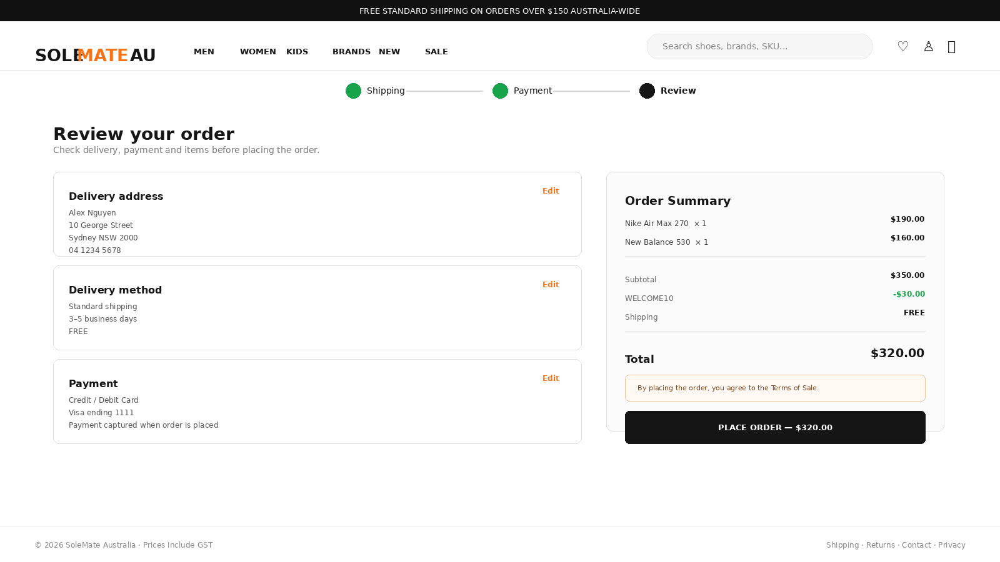 FREE STANDARD SHIPPING ON ORDERS OVER $150 AUSTRALIA-WIDE
SOLEMATE AU MEN WOMEN KIDS BRANDS NEW SALE Search shoes, brands, SKU...
Shipping Payment Review
Review your order
Check delivery, payment and items before placing the order.
Delivery address Edit
Alex Nguyen
10 George Street
Sydney NSW 2000
04 1234 5678
Delivery method Edit
Standard shipping
3–5 business days
FREE
Payment Edit
Credit / Debit Card
Visa ending 1111
Payment captured when order is placed
Order Summary
Nike Air Max 270 × 1 $190.00
New Balance 530 × 1 $160.00
Subtotal $350.00
WELCOME10 -$30.00
Shipping FREE
Total $320.00
By placing the order, you agree to the Terms of Sale.
PLACE ORDER — $320.00
© 2026 SoleMate Australia · Prices include GST Shipping · Returns · Contact · Privacy